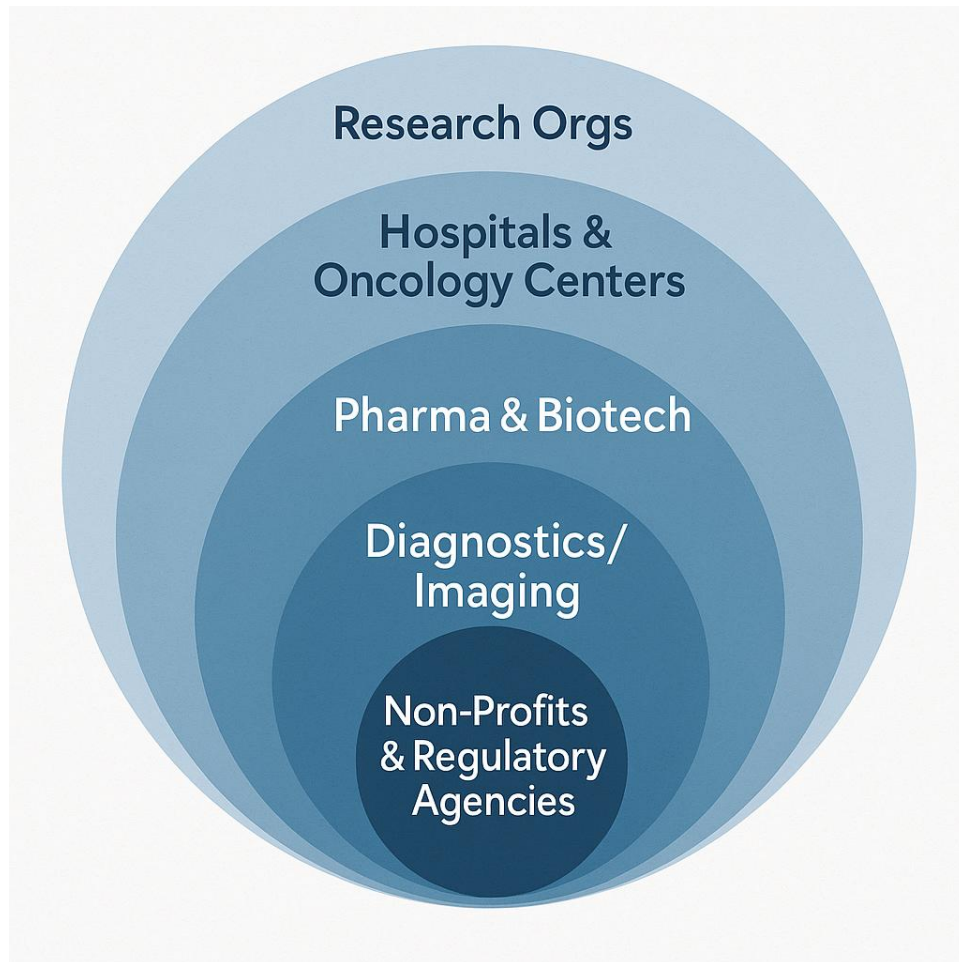 Research Orgs
Hospitals &
Oncology Centers
Pharma & Biotech
Diagnostics/
Imaging
Non-Profits
& Regulatory
Agencies